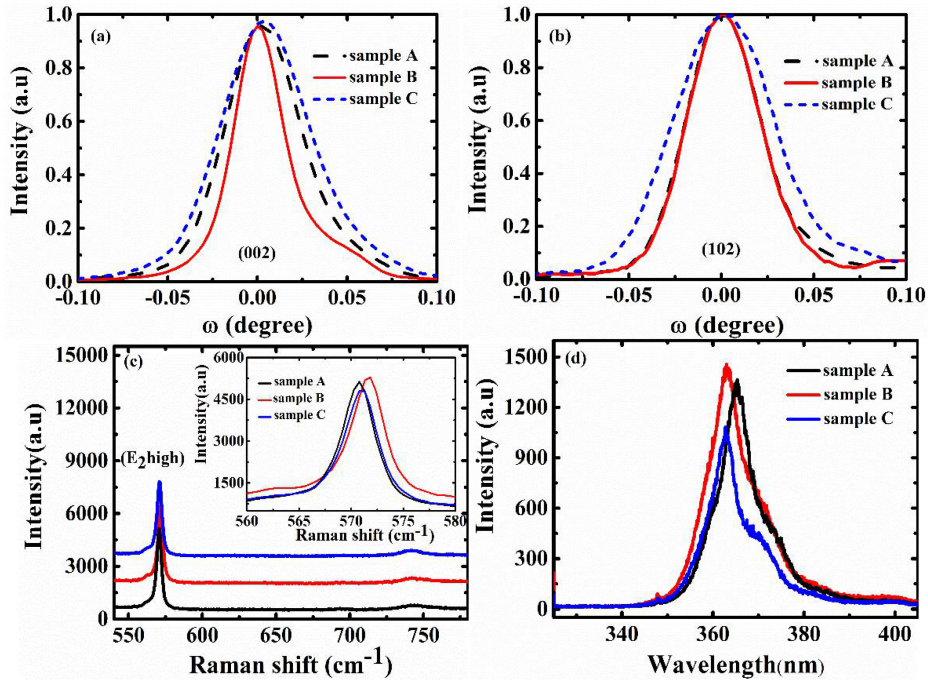 (a)
sample A
sample B
sample C
(002)
Intensity (a.u)
1.0
0.8
0.6
0.4
0.2
0.0
-0.10
-0.05
0.00
0.05
0.10
ω (degree)
(b)
sample A
sample B
sample C
(102)
Intensity (a.u)
1.0
0.8
0.6
0.4
0.2
0.0
-0.10
-0.05
0.00
0.05
0.10
ω (degree)
(c)
(E2high)
Intensity(a.u)
15000
12000
9000
6000
3000
0
550
600
650
700
750
Raman shift (cm-1)
sample A
sample B
sample C
Intensity(a.u)
6000
4500
3000
1500
560
565
570
575
580
Raman shift (cm-1)
(d)
sample A
sample B
sample C
Intensity (a.u)
1500
1200
900
600
300
0
340
360
380
400
Wavelength(nm)